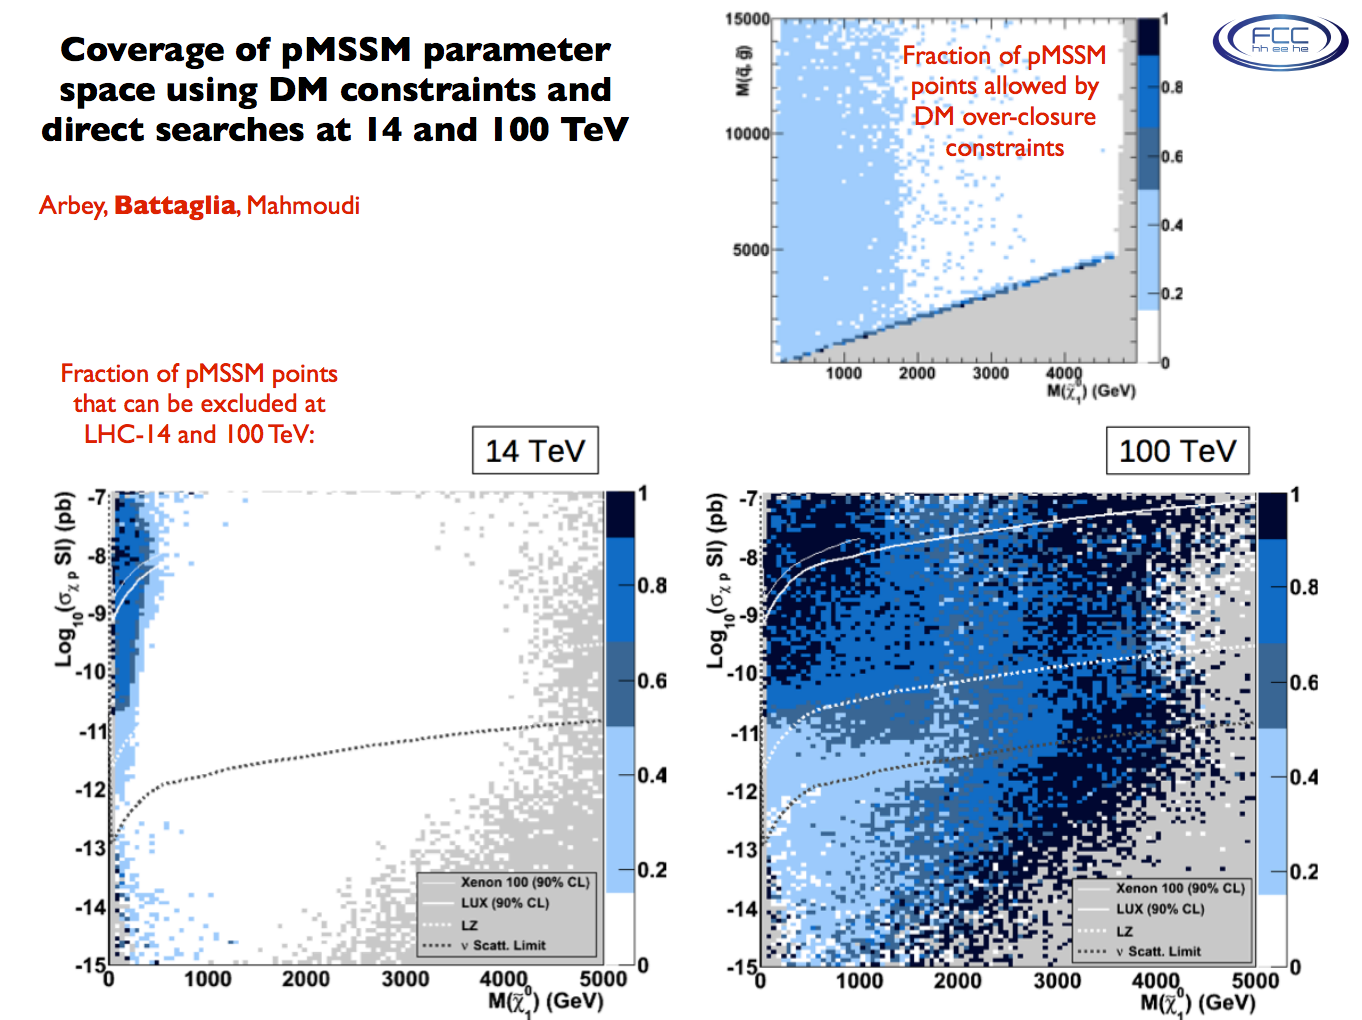 Coverage of pMSSM parameter
space using DM constraints and
direct searches at 14 and 100 TeV
Arbey, Battaglia, Mahmoudi
FCC
hh ee he
Fraction of pMSSM
points allowed by
DM over-closure
constraints
M(q̃, g̃)
15000
10000
5000
1000
2000
3000
4000
M(χ̃⁰₁) (GeV)
1
0.8
0.6
0.4
0.2
0
Fraction of pMSSM points
that can be excluded at
LHC-14 and 100 TeV:
14 TeV
Log₁₀(σχ p SI) (pb)
-7
-8
-9
-10
-11
-12
-13
-14
-15
0
1000
2000
3000
4000
5000
M(χ̃⁰₁) (GeV)
Xenon 100 (90% CL)
LUX (90% CL)
LZ
ν Scatt. Limit
1
0.8
0.6
0.4
0.2
0
100 TeV
Log₁₀(σχ p SI) (pb)
-7
-8
-9
-10
-11
-12
-13
-14
-15
0
1000
2000
3000
4000
5000
M(χ̃⁰₁) (GeV)
Xenon 100 (90% CL)
LUX (90% CL)
LZ
ν Scatt. Limit
1
0.8
0.6
0.4
0.2
0